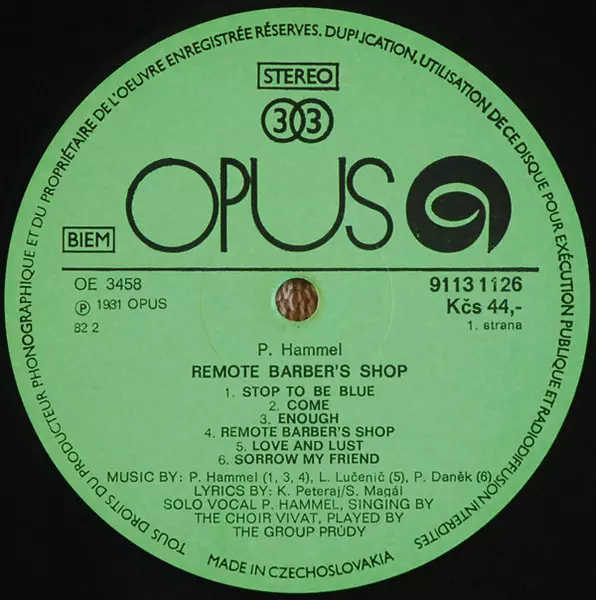 TOUS DROITS DU PRODUCTEUR PHONOGRAPHIQUE ET DU PROPRIÉTAIRE DE L'OEUVRE ENREGISTRÉE RÉSERVES. DUPLICATION, UTILISATION DE CE DISQUE POUR EXÉCUTION PUBLIQUE ET RADIODIFFUSION INTERDITES
STEREO
33
OPUS
BIEM
OE 3458
℗ 1981 OPUS
82 2
9113 1126
Kčs 44,-
1. strana
P. Hammel
REMOTE BARBER'S SHOP
1. STOP TO BE BLUE
2. COME
3. ENOUGH
4. REMOTE BARBER'S SHOP
5. LOVE AND LUST
6. SORROW MY FRIEND
MUSIC BY: P. Hammel (1, 3, 4), L. Lučenič (5), P. Daněk (6)
LYRICS BY: K. Peteraj/S. Magál
SOLO VOCAL P. HAMMEL, SINGING BY
THE CHOIR VIVAT, PLAYED BY
THE GROUP PRÚDY
MADE IN CZECHOSLOVAKIA